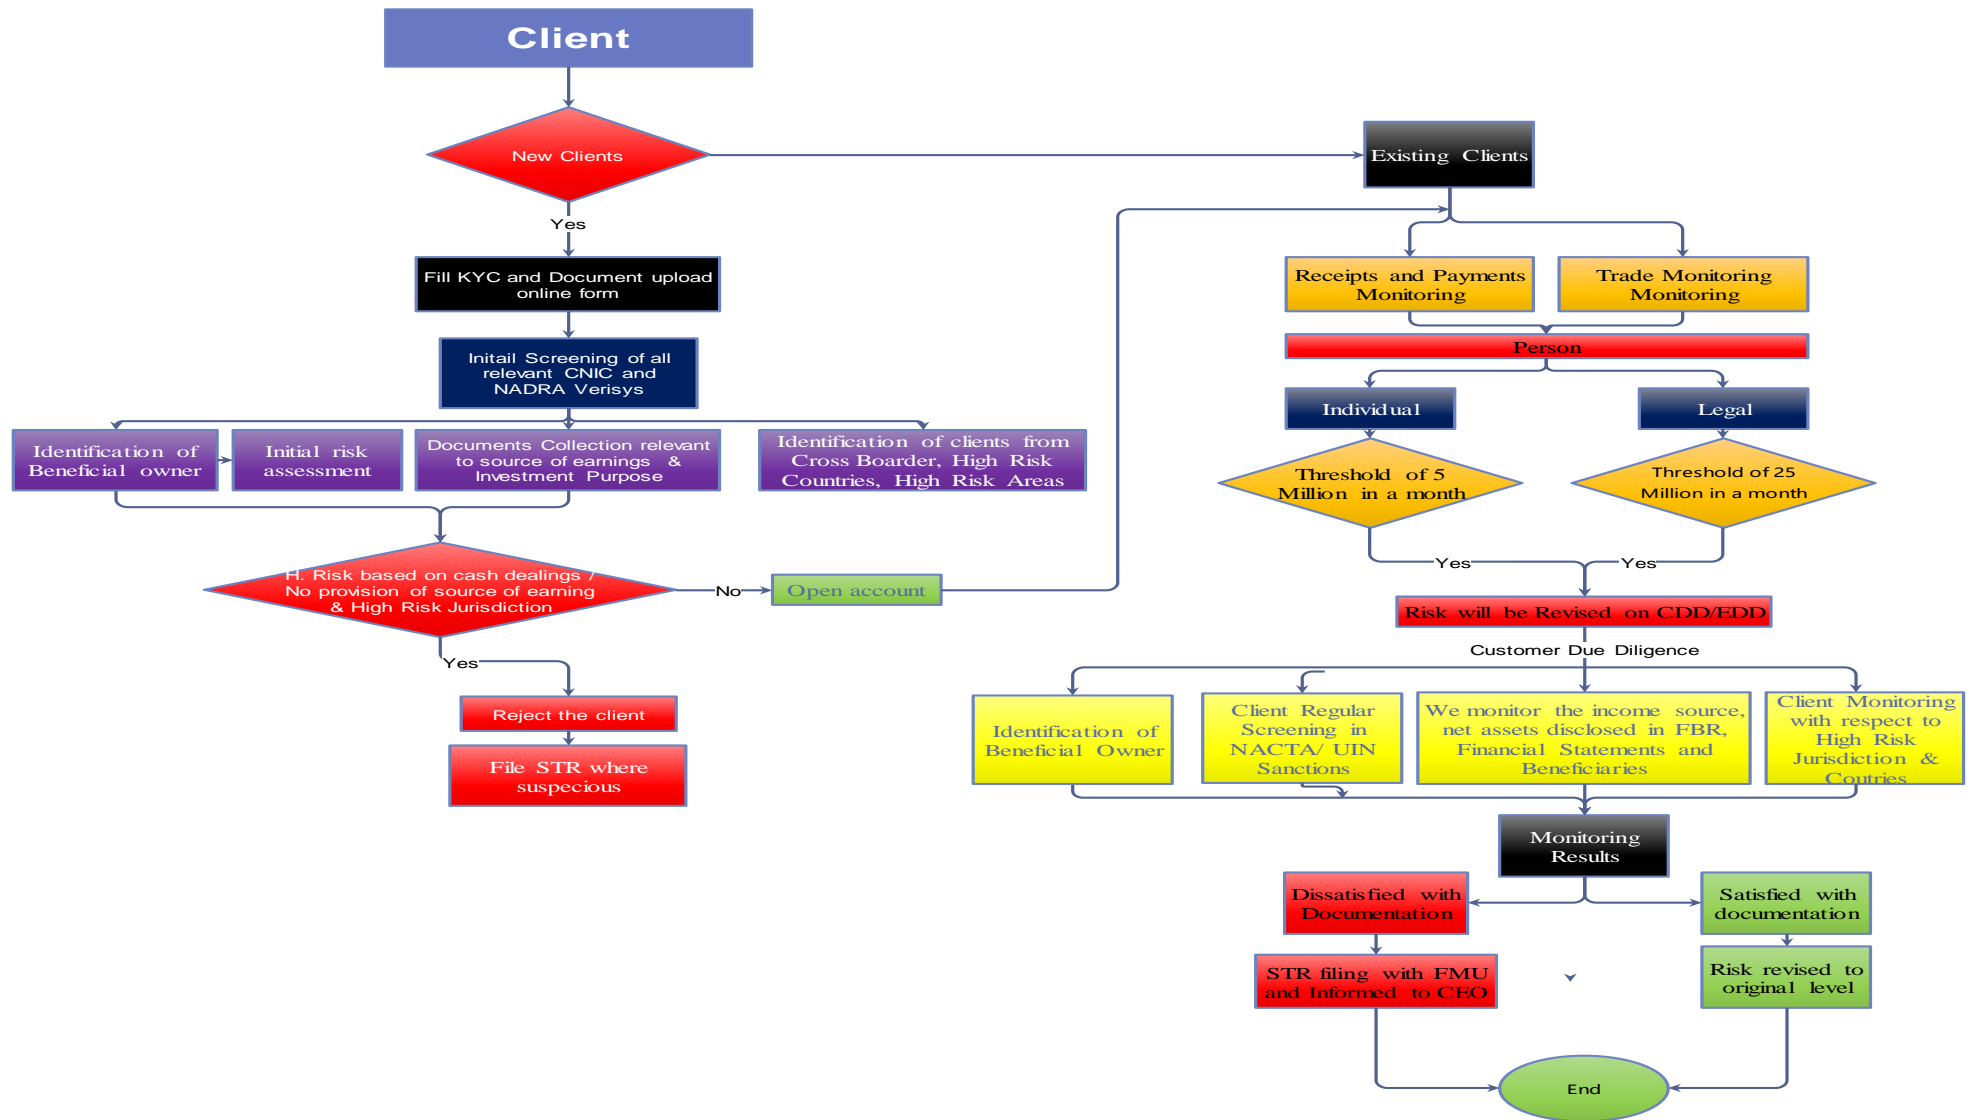 Client
New Clients
Yes
Fill KYC and Document upload
online form
Initail Screening of all
relevant CNIC and
NADRA Verisys
Identification of
Beneficial owner
Initial risk
assessment
Documents Collection relevant
to source of earnings &
Investment Purpose
Identification of clients from
Cross Boarder, High Risk
Countries, High Risk Areas
H. Risk based on cash dealings /
No provision of source of earning
& High Risk Jurisdiction
No
Open account
Yes
Reject the client
File STR where
suspecious
Existing Clients
Receipts and Payments
Monitoring
Trade Monitoring
Monitoring
Person
Individual
Legal
Threshold of 5
Million in a month
Threshold of 25
Million in a month
Yes
Yes
Risk will be Revised on CDD/EDD
Customer Due Diligence
Identification of
Beneficial Owner
Client Regular
Screening in
NACTA/ UIN
Sanctions
We monitor the income source,
net assets disclosed in FBR,
Financial Statements and
Beneficiaries
Client Monitoring
with respect to
High Risk
Jurisdiction &
Coutries
Monitoring
Results
Dissatisfied with
Documentation
Satisfied with
documentation
STR filing with FMU
and Informed to CEO
Risk revised to
original level
End